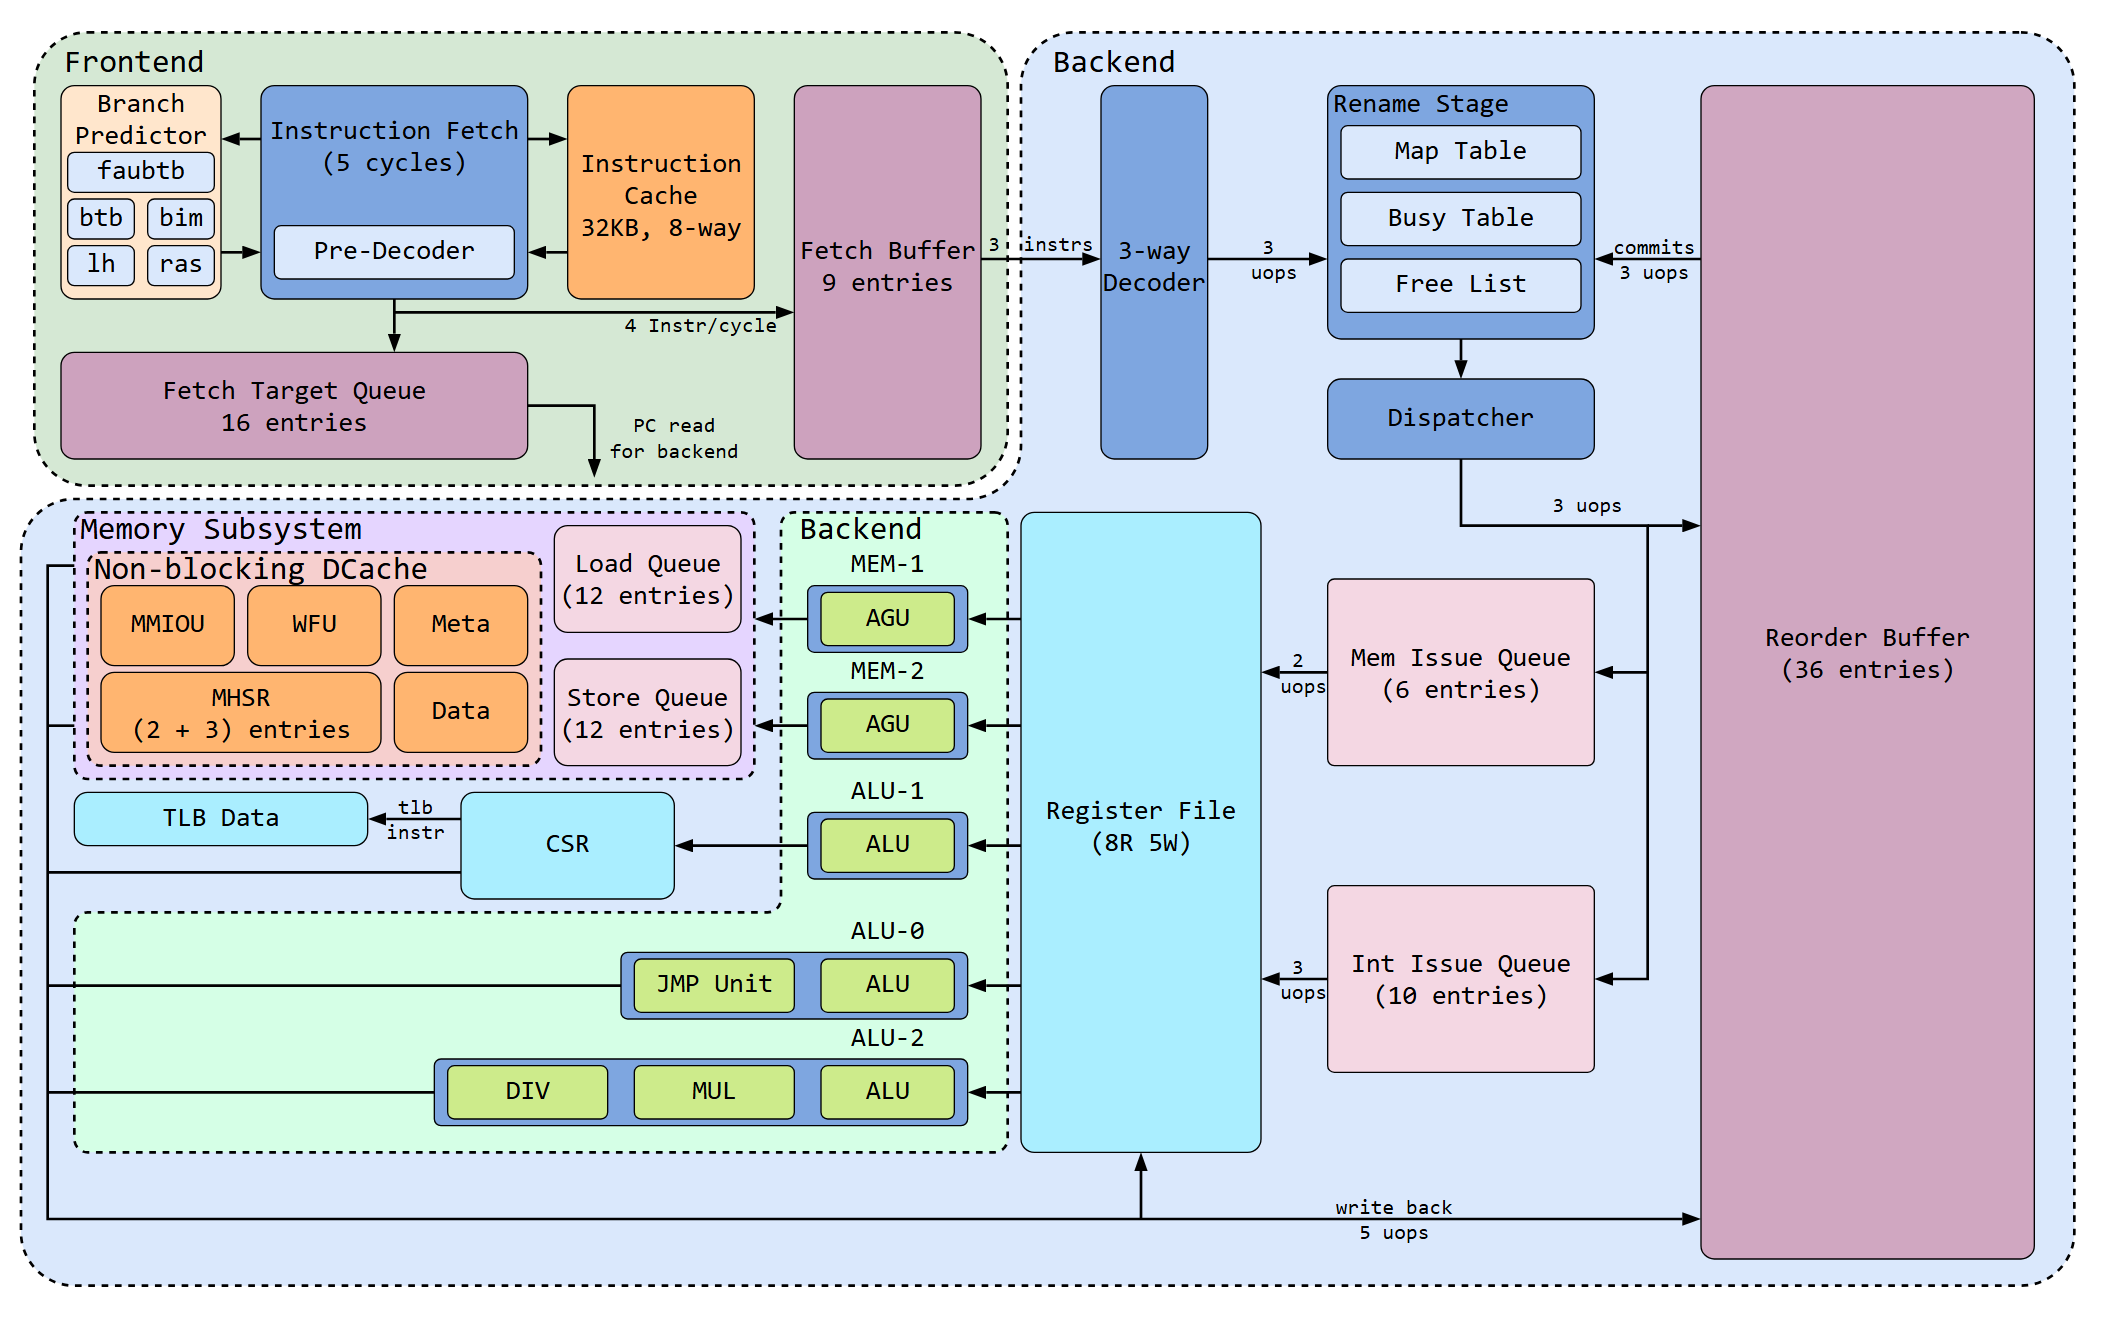 Frontend
Branch
Predictor
faubtb
btb
bim
lh
ras
Instruction Fetch
(5 cycles)
Pre-Decoder
Instruction
Cache
32KB, 8-way
Fetch Buffer
9 entries
4 Instr/cycle
Fetch Target Queue
16 entries
PC read
for backend
Backend
3 instrs
3-way
Decoder
3
uops
Rename Stage
Map Table
Busy Table
Free List
commits
3 uops
Dispatcher
3 uops
Reorder Buffer
(36 entries)
Memory Subsystem
Non-blocking DCache
MMIOU
WFU
Meta
MHSR
(2 + 3) entries
Data
Load Queue
(12 entries)
Store Queue
(12 entries)
Backend
MEM-1
AGU
MEM-2
AGU
ALU-1
ALU
TLB Data
tlb
instr
CSR
ALU-0
JMP Unit
ALU
ALU-2
DIV
MUL
ALU
Register File
(8R 5W)
2
uops
Mem Issue Queue
(6 entries)
3
uops
Int Issue Queue
(10 entries)
write back
5 uops